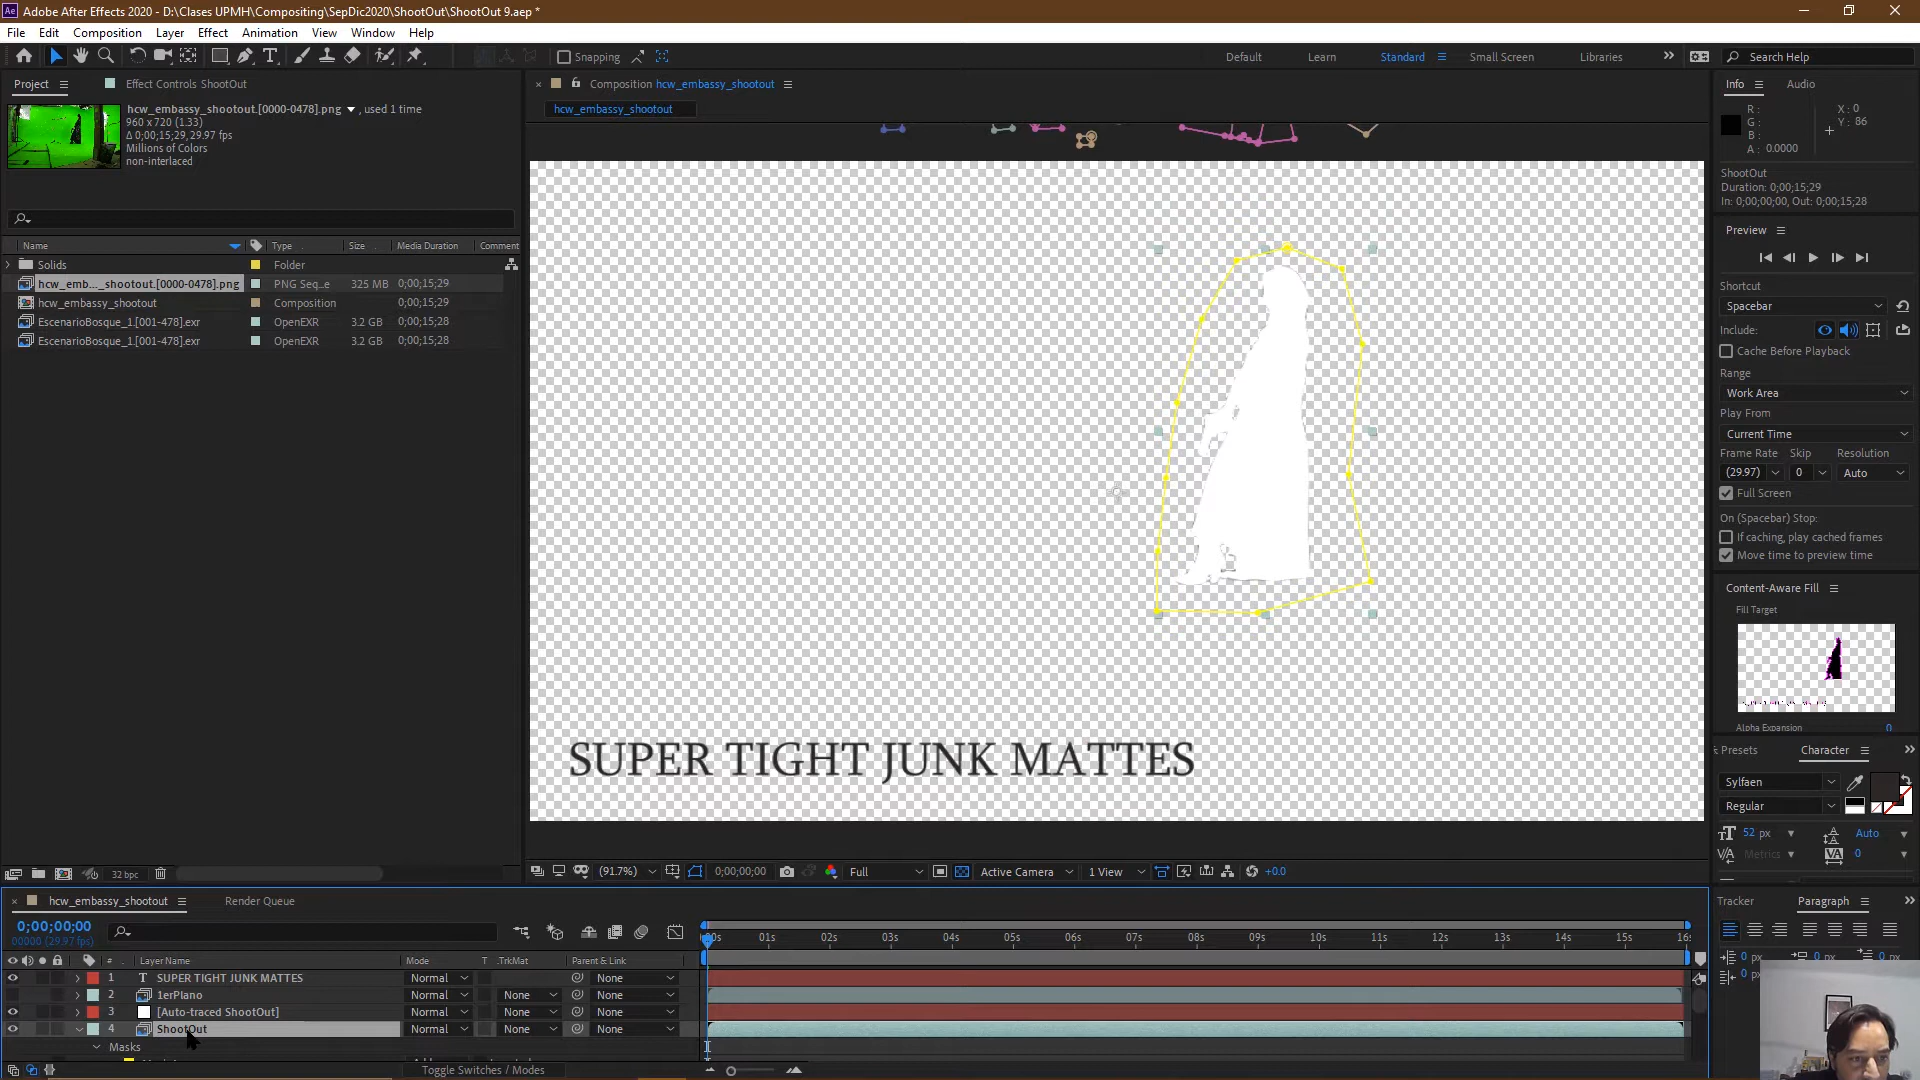 Adobe After Effects 2020 - D:\Clases UPMH\Compositing\SepDic2020\ShootOut\ShootOut 9.aep *
File Edit Composition Layer Effect Animation View Window Help
Snapping
Default Learn Standard Small Screen Libraries
Search Help
Project
Effect Controls ShootOut
hcw_embassy_shootout.[0000-0478].png , used 1 time
960 x 720 (1.33)
Δ 0;00;15;29, 29.97 fps
Millions of Colors
non-interlaced
Name Type Size Media Duration Comment
Solids Folder
hcw_emb..._shootout.[0000-0478].png PNG Seq...e 325 MB 0;00;15;29
hcw_embassy_shootout Composition 0;00;15;29
EscenarioBosque_1.[001-478].exr OpenEXR 3.2 GB 0;00;15;28
EscenarioBosque_1.[001-478].exr OpenEXR 3.2 GB 0;00;15;28
32 bpc
Composition hcw_embassy_shootout
hcw_embassy_shootout
SUPER TIGHT JUNK MATTES
(91.7%) 0;00;00;00 Full Active Camera 1 View +0.0
Info Audio
R :
G :
B :
A : 0.0000
X : 0
Y : 86
ShootOut
Duration: 0;00;15;29
In: 0;00;00;00, Out: 0;00;15;28
Preview
Shortcut
Spacebar
Include:
Cache Before Playback
Range
Work Area
Play From
Current Time
Frame Rate Skip Resolution
(29.97) 0 Auto
Full Screen
On (Spacebar) Stop:
If caching, play cached frames
Move time to preview time
Content-Aware Fill
Fill Target
Alpha Expansion 0
& Presets Character
Sylfaen
Regular
52 px Auto
Metrics 0
Tracker Paragraph
0 px 0 px 0 px
0 px
hcw_embassy_shootout Render Queue
0;00;00;00
00000 (29.97 fps)
# Layer Name Mode T .TrkMat Parent & Link
1 T SUPER TIGHT JUNK MATTES Normal None
2 1erPlano Normal None None
3 [Auto-traced ShootOut] Normal None None
4 ShootOut Normal None None
Masks
Toggle Switches / Modes
01s 02s 03s 04s 05s 06s 07s 08s 09s 10s 11s 12s 13s 14s 15s 16s